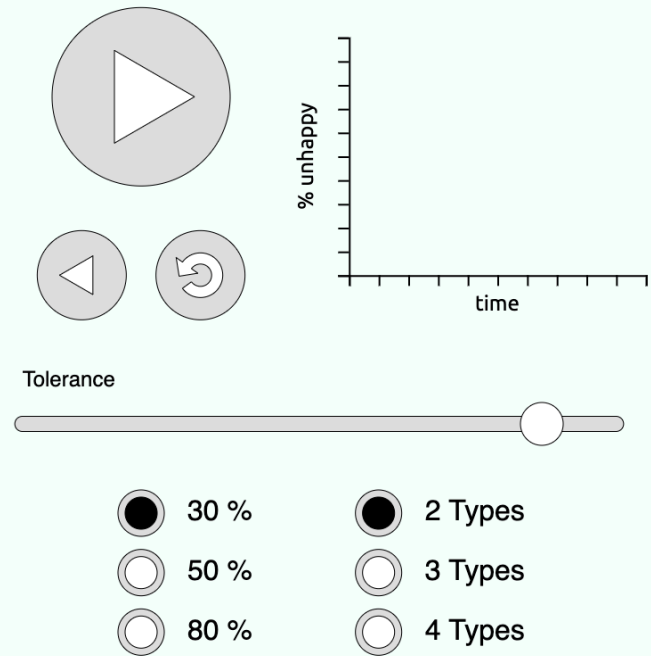 % unhappy
time
Tolerance
30 %
2 Types
50 %
3 Types
80 %
4 Types